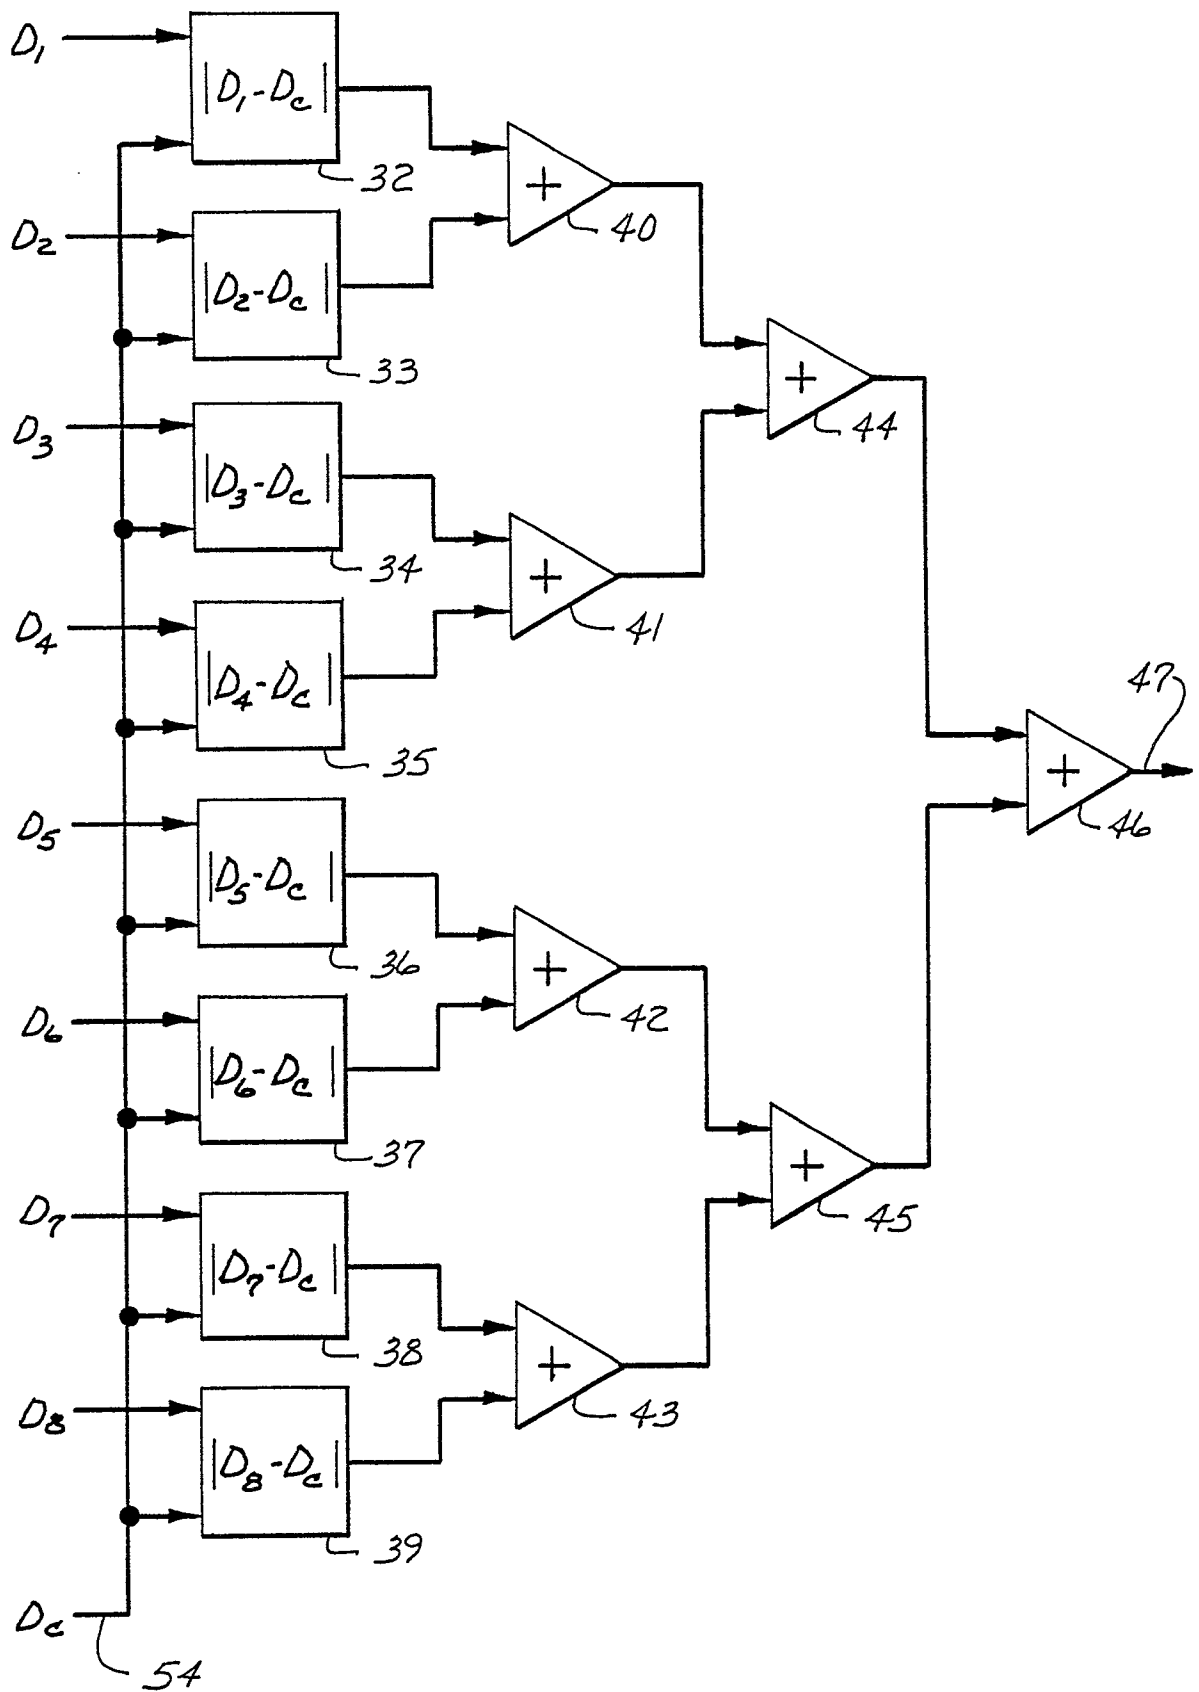 D1
|D1-Dc|
32
+
40
D2
|D2-Dc|
33
+
44
D3
|D3-Dc|
34
+
41
D4
|D4-Dc|
35
47
+
46
D5
|D5-Dc|
36
+
42
D6
|D6-Dc|
37
+
45
D7
|D7-Dc|
38
+
43
D8
|D8-Dc|
39
Dc
54